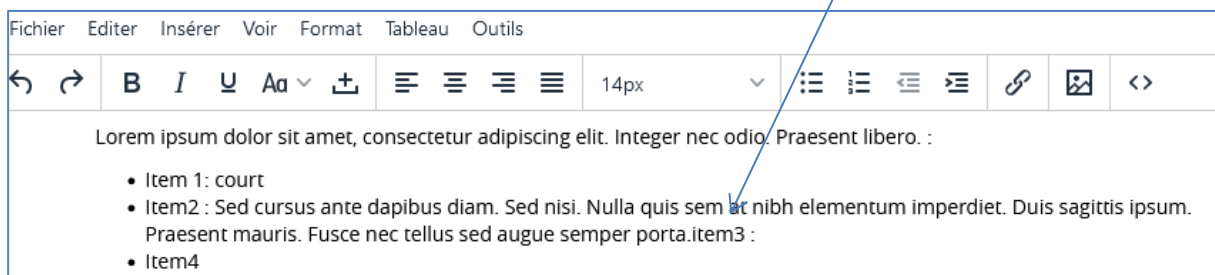 Fichier Editer Insérer Voir Format Tableau Outils
B I U Aa 14px
Lorem ipsum dolor sit amet, consectetur adipiscing elit. Integer nec odio. Praesent libero. :
• Item 1: court
• Item2 : Sed cursus ante dapibus diam. Sed nisi. Nulla quis sem at nibh elementum imperdiet. Duis sagittis ipsum.
Praesent mauris. Fusce nec tellus sed augue semper porta.item3 :
• Item4